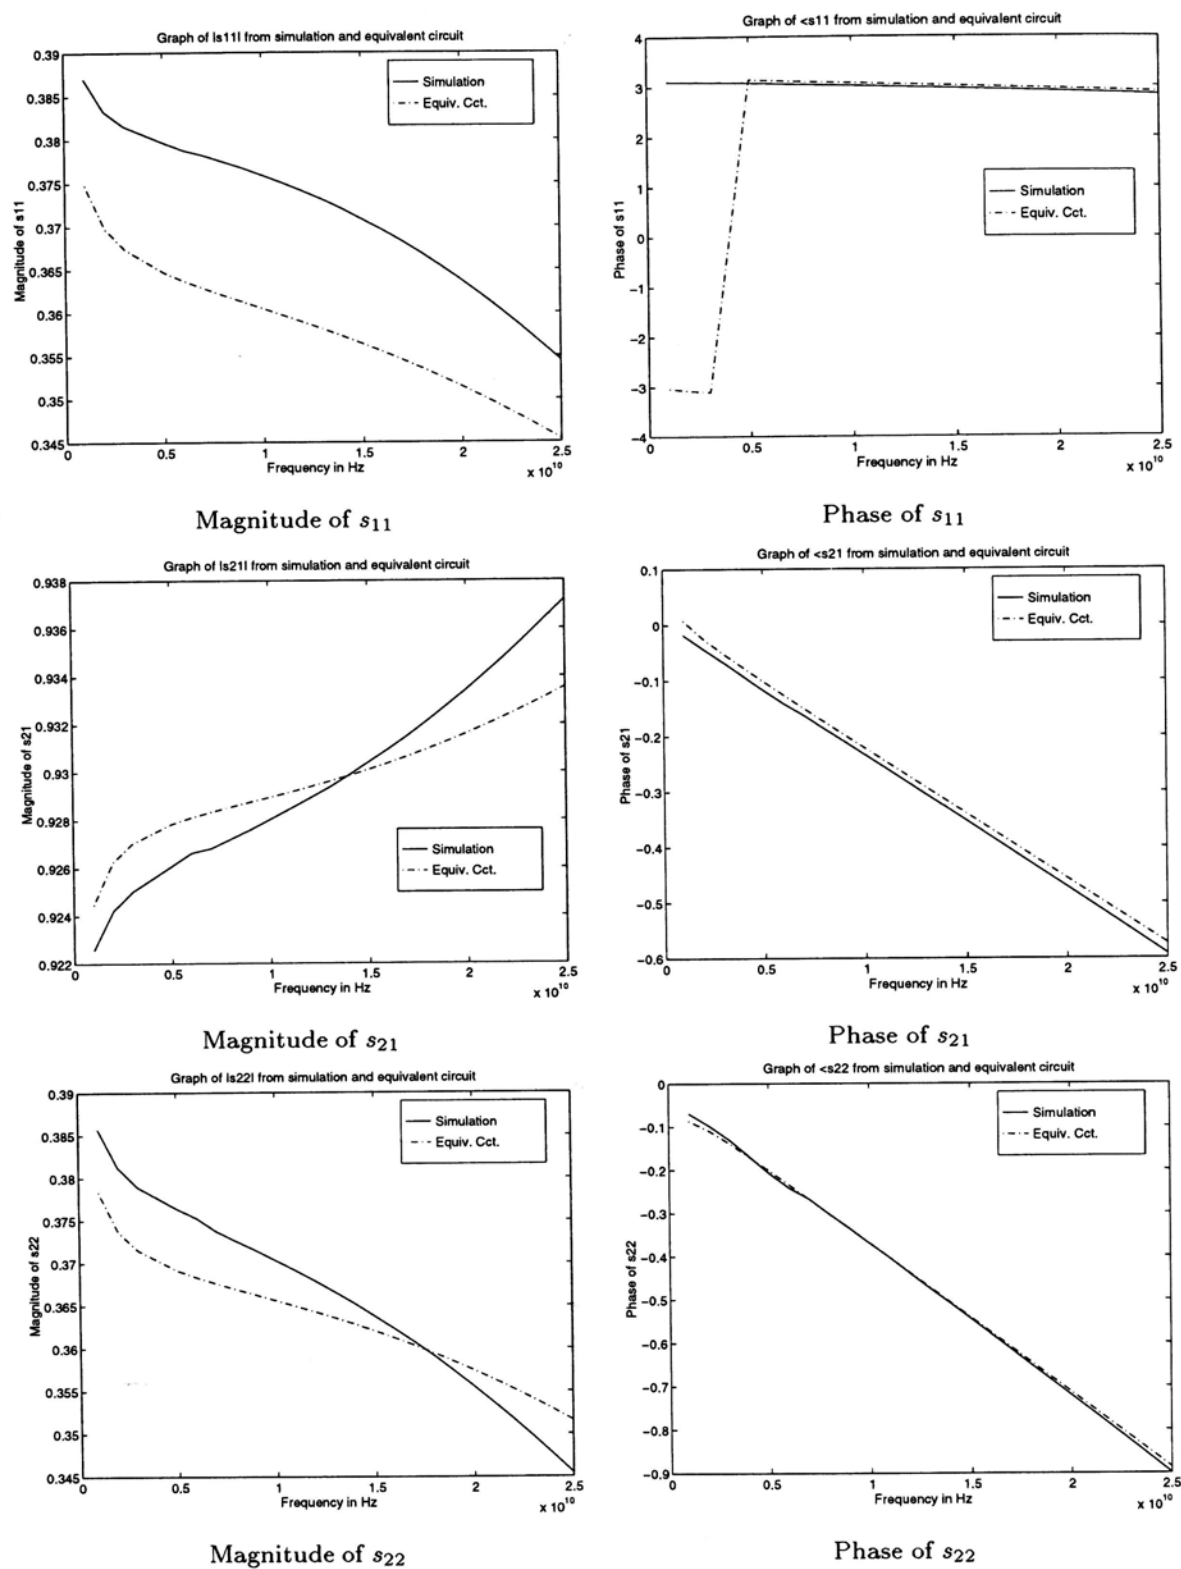 Graph of |s11| from simulation and equivalent circuit
0.39
0.385
0.38
0.375
0.37
0.365
0.36
0.355
0.35
0.345
Magnitude of s11
Simulation
Equiv. Cct.
0
0.5
1
1.5
2
2.5
Frequency in Hz
x 10^10
Magnitude of s11
Graph of <s11 from simulation and equivalent circuit
4
3
2
1
0
−1
−2
−3
−4
Phase of s11
Simulation
Equiv. Cct.
0
0.5
1
1.5
2
2.5
Frequency in Hz
x 10^10
Phase of s11
Graph of |s21| from simulation and equivalent circuit
0.938
0.936
0.934
0.932
0.93
0.928
0.926
0.924
0.922
Magnitude of s21
Simulation
Equiv. Cct.
0
0.5
1
1.5
2
2.5
Frequency in Hz
x 10^10
Magnitude of s21
Graph of <s21 from simulation and equivalent circuit
0.1
0
−0.1
−0.2
−0.3
−0.4
−0.5
−0.6
Phase of s21
Simulation
Equiv. Cct.
0
0.5
1
1.5
2
2.5
Frequency in Hz
x 10^10
Phase of s21
Graph of |s22| from simulation and equivalent circuit
0.39
0.385
0.38
0.375
0.37
0.365
0.36
0.355
0.35
0.345
Magnitude of s22
Simulation
Equiv. Cct.
0
0.5
1
1.5
2
2.5
Frequency in Hz
x 10^10
Magnitude of s22
Graph of <s22 from simulation and equivalent circuit
0
−0.1
−0.2
−0.3
−0.4
−0.5
−0.6
−0.7
−0.8
−0.9
Phase of s22
Simulation
Equiv. Cct.
0
0.5
1
1.5
2
2.5
Frequency in Hz
x 10^10
Phase of s22